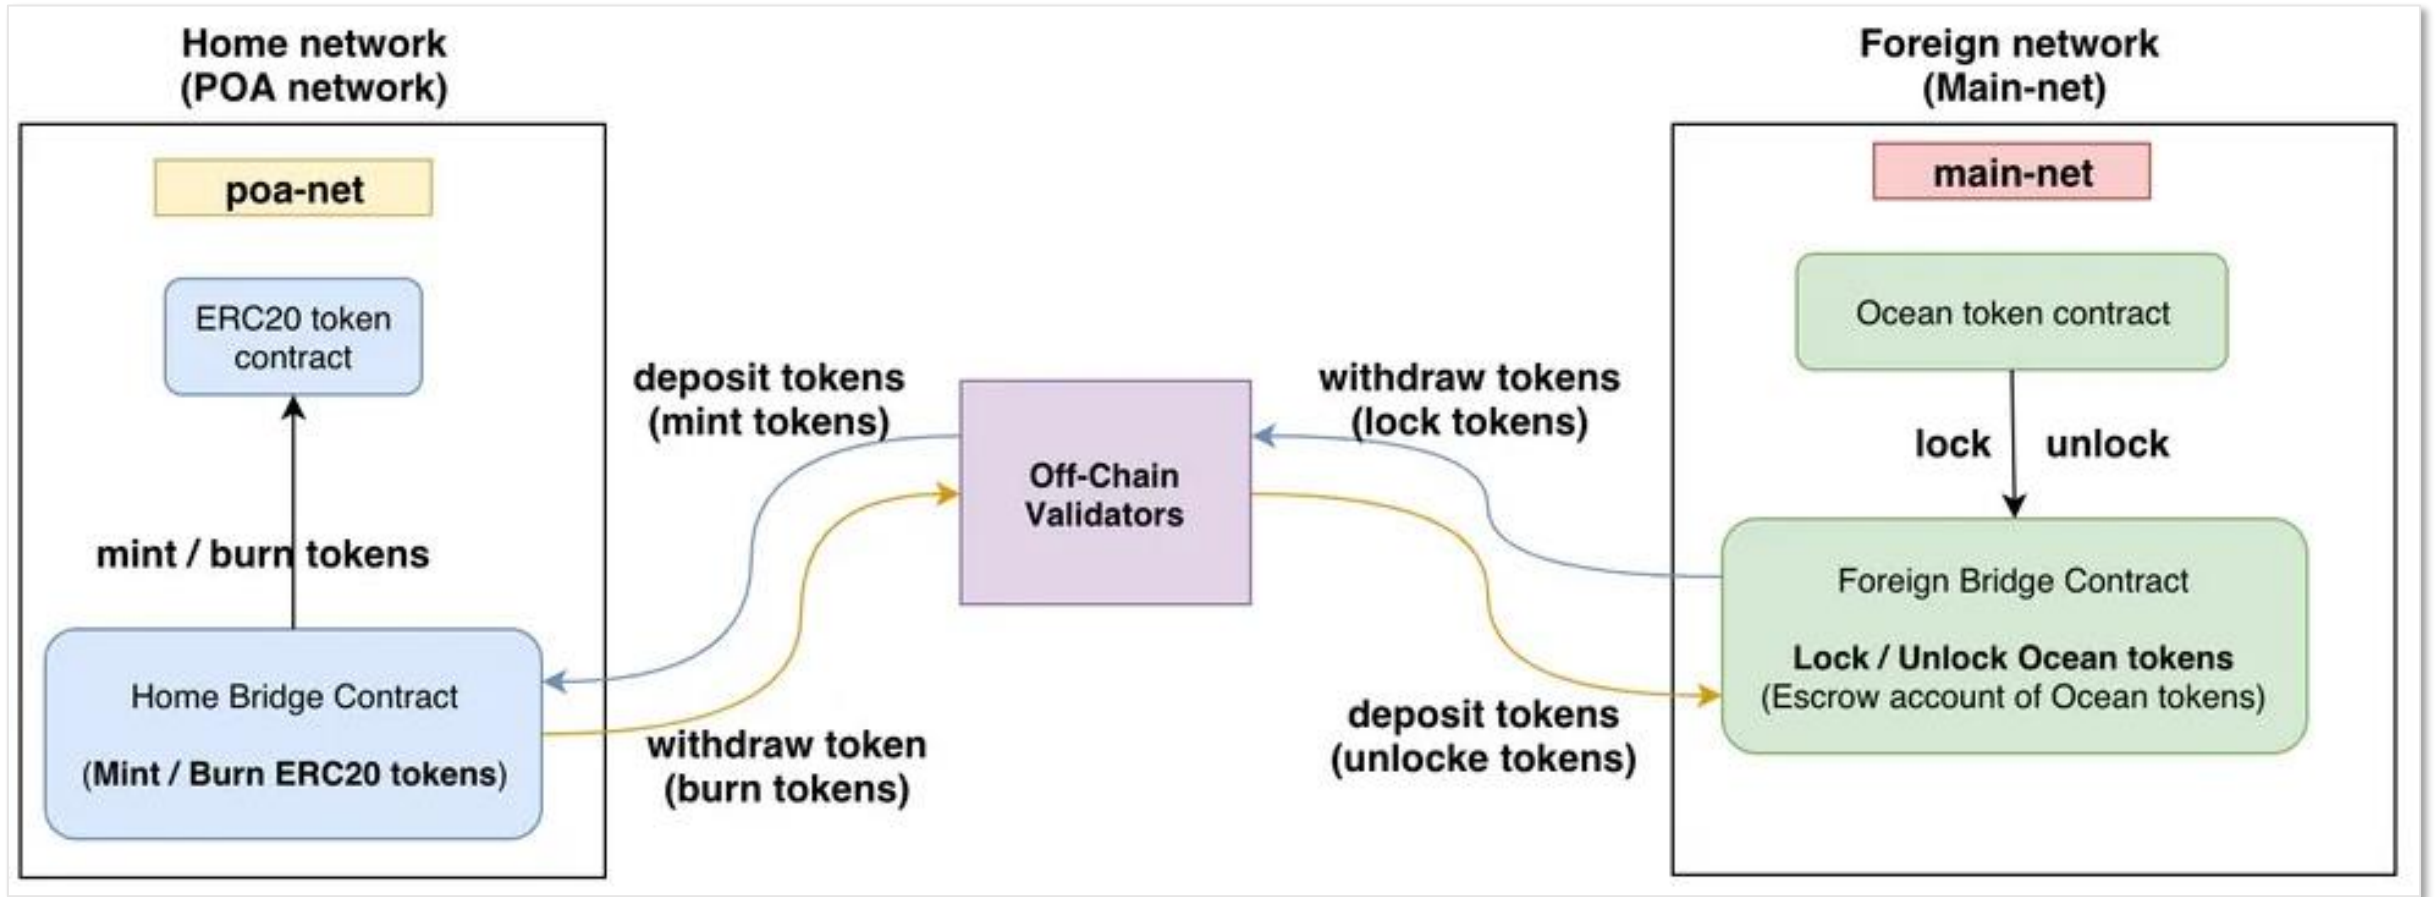 Home network
(POA network)
poa-net
ERC20 token
contract
mint / burn tokens
Home Bridge Contract
(Mint / Burn ERC20 tokens)
deposit tokens
(mint tokens)
withdraw token
(burn tokens)
Off-Chain
Validators
withdraw tokens
(lock tokens)
deposit tokens
(unlocke tokens)
Foreign network
(Main-net)
main-net
Ocean token contract
lock unlock
Foreign Bridge Contract
Lock / Unlock Ocean tokens
(Escrow account of Ocean tokens)